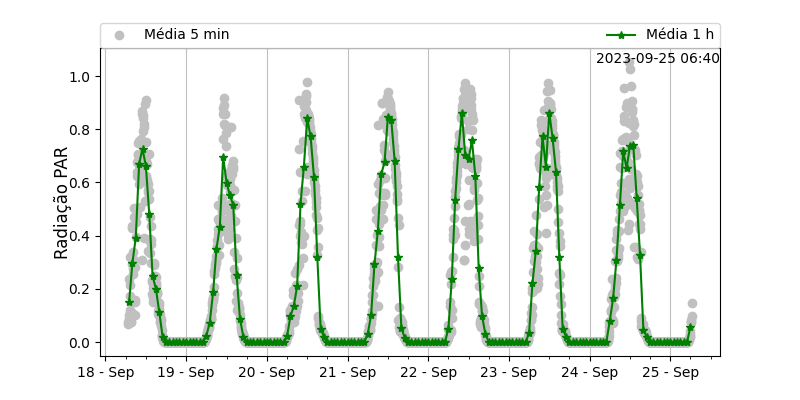 Média 5 min
Média 1 h
2023-09-25 06:40
Radiação PAR
1.0
0.8
0.6
0.4
0.2
0.0
18 - Sep
19 - Sep
20 - Sep
21 - Sep
22 - Sep
23 - Sep
24 - Sep
25 - Sep